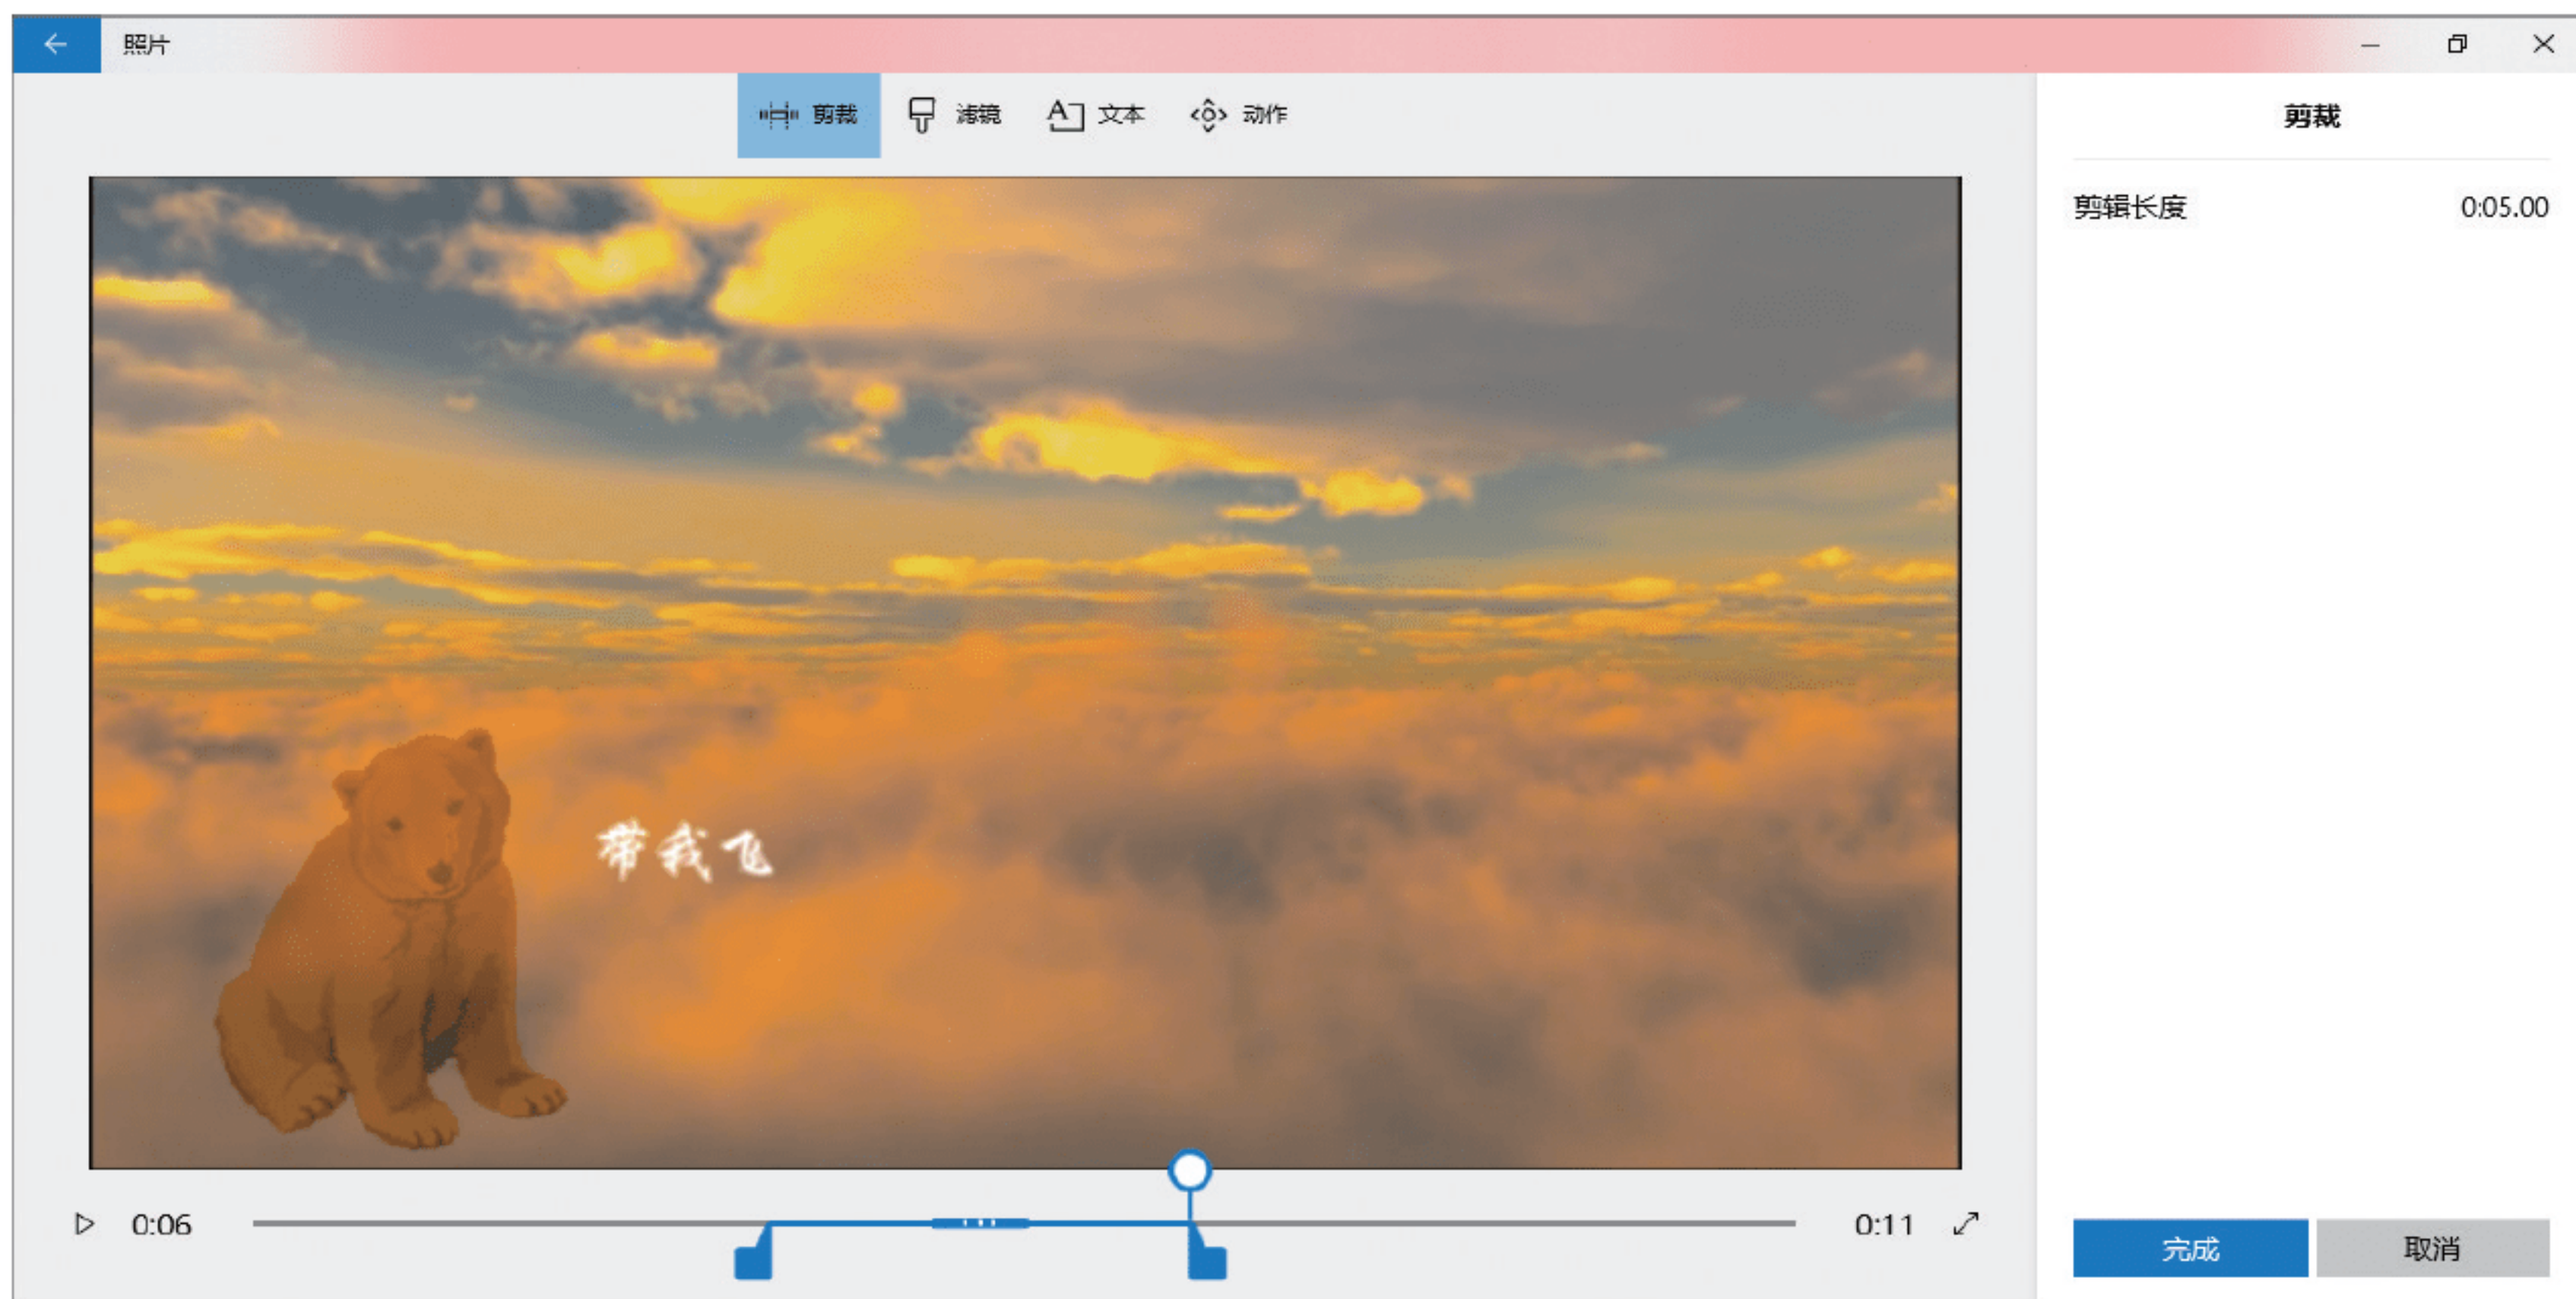 照片
剪裁 滤镜 文本 动作
剪裁
剪辑长度 0:05.00
带我飞
0:06 0:11
完成 取消